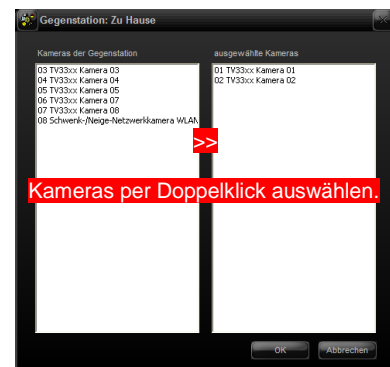 Gegenstation: Zu Hause
Kameras der Gegenstation
ausgewählte Kameras
03 TV33xx Kamera 03
04 TV33xx Kamera 04
05 TV33xx Kamera 05
06 TV33xx Kamera 07
07 TV33xx Kamera 08
08 Schwenk-/Neige-Netzwerkkamera WLAN
01 TV33xx Kamera 01
02 TV33xx Kamera 02
>>
Kameras per Doppelklick auswählen.
OK
Abbrechen